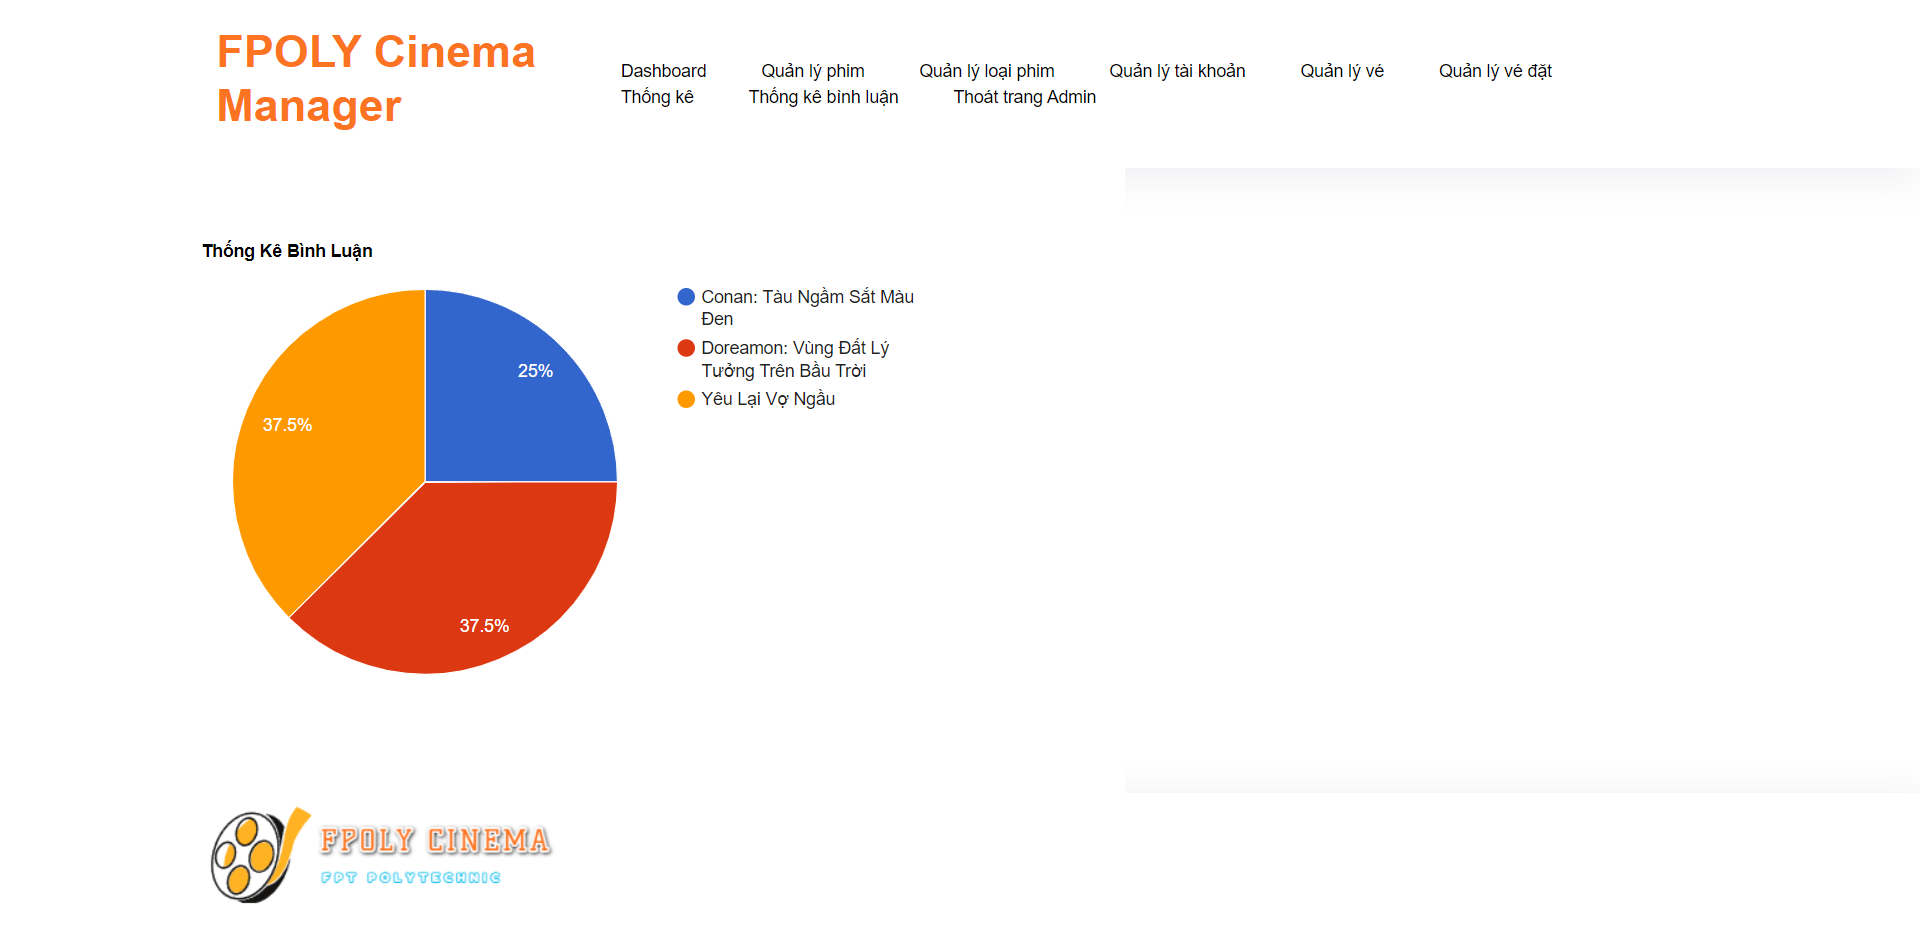 FPOLY Cinema
Manager
Dashboard Quản lý phim Quản lý loại phim Quản lý tài khoản Quản lý vé Quản lý vé đặt
Thống kê Thống kê bình luận Thoát trang Admin
Thống Kê Bình Luận
Conan: Tàu Ngầm Sắt Màu
Đen
Doreamon: Vùng Đất Lý
Tưởng Trên Bầu Trời
Yêu Lại Vợ Ngầu
25%
37.5%
37.5%
FPOLY CINEMA
FPT POLYTECHNIC